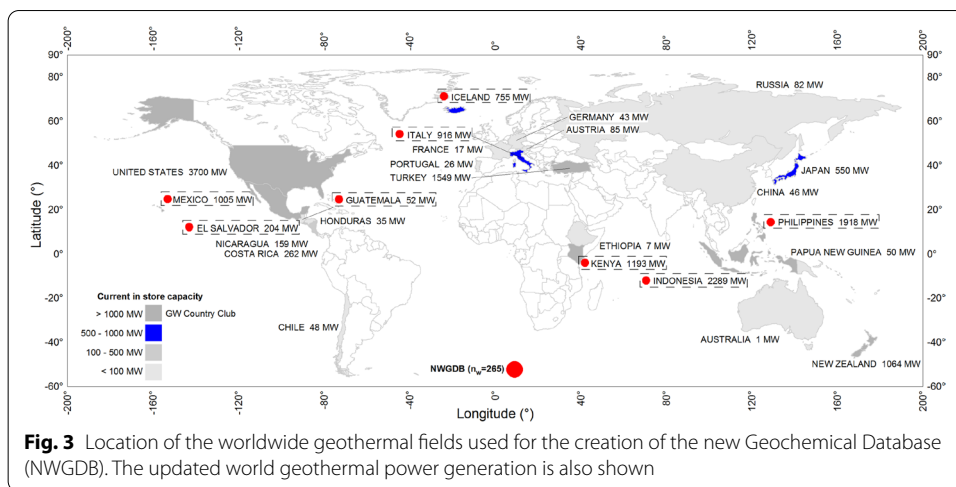 -200° -160° -120° -80° -40° 0° 40° 80° 120° 160° 200°
90° 90°
RUSSIA 82 MW
80° 80°
ICELAND 755 MW
GERMANY 43 MW
60° 60°
AUSTRIA 85 MW
ITALY 916 MW
FRANCE 17 MW
PORTUGAL 26 MW
UNITED STATES 3700 MW
JAPAN 550 MW
40° 40°
TURKEY 1549 MW
CHINA 46 MW
MEXICO 1005 MW
GUATEMALA 52 MW
20° 20°
HONDURAS 35 MW
PHILIPPINES 1918 MW
EL SALVADOR 204 MW
NICARAGUA 159 MW
ETHIOPIA 7 MW
COSTA RICA 262 MW
PAPUA NEW GUINEA 50 MW
0° 0°
KENYA 1193 MW
INDONESIA 2289 MW
Latitude (°)
Latitude (°)
-20° -20°
Current in store capacity
> 1000 MW GW Country Club
500 - 1000 MW
100 - 500 MW
< 100 MW
CHILE 48 MW
AUSTRALIA 1 MW
-40° -40°
NEW ZEALAND 1064 MW
NWGDB (nw=265)
-60° -60°
-200° -160° -120° -80° -40° 0° 40° 80° 120° 160° 200°
Longitude (°)
Fig. 3 Location of the worldwide geothermal fields used for the creation of the new Geochemical Database
(NWGDB). The updated world geothermal power generation is also shown